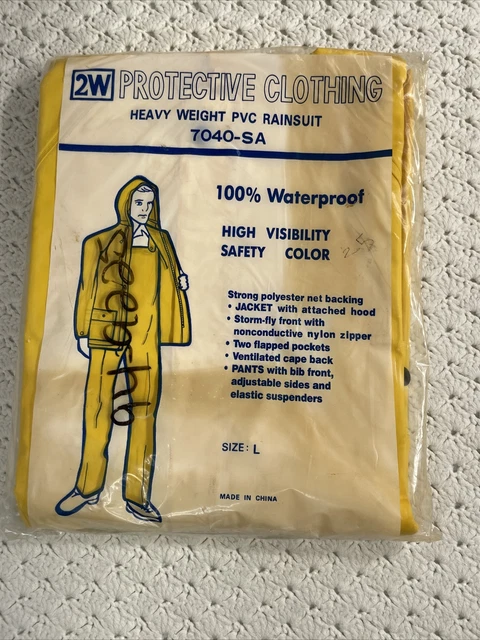 2W PROTECTIVE CLOTHING
HEAVY WEIGHT PVC RAINSUIT
7040-SA
100% Waterproof
HIGH VISIBILITY
SAFETY COLOR
Strong polyester net backing
• JACKET with attached hood
• Storm-fly front with
nonconductive nylon zipper
• Two flapped pockets
• Ventilated cape back
• PANTS with bib front,
adjustable sides and
elastic suspenders
SIZE: L
MADE IN CHINA